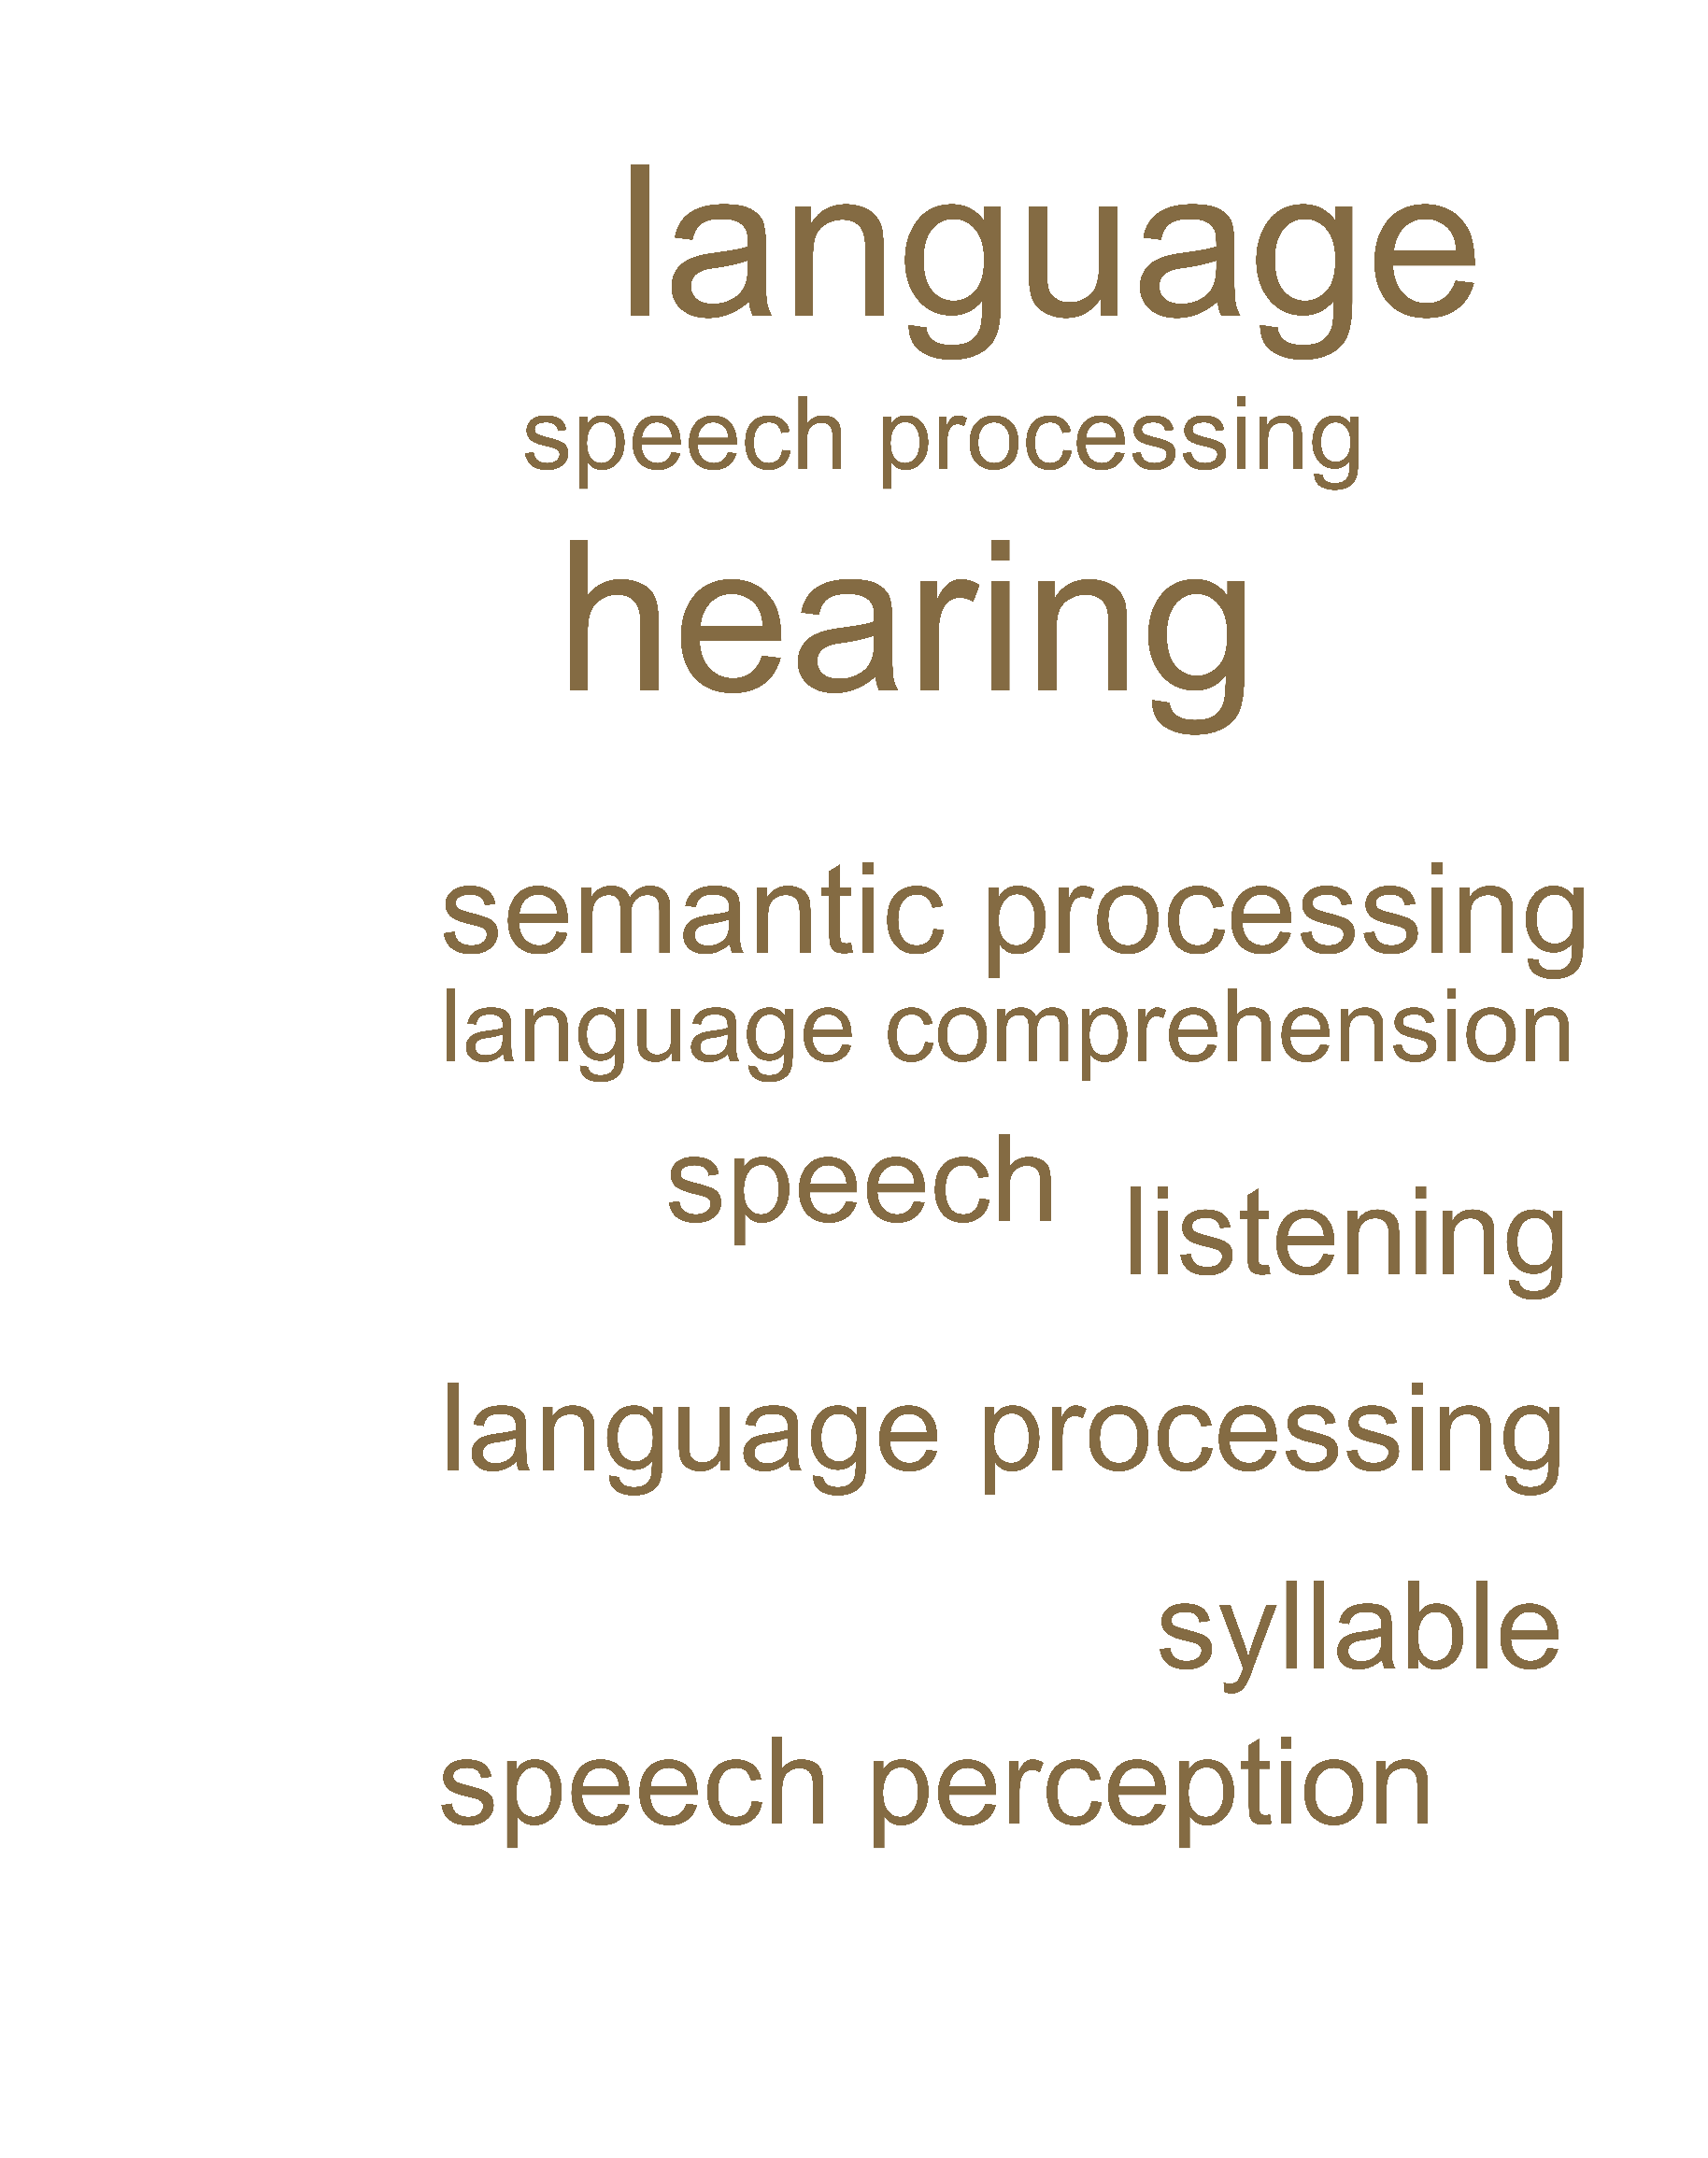 language
speech processing
hearing
semantic processing
language comprehension
speech
listening
language processing
syllable
speech perception